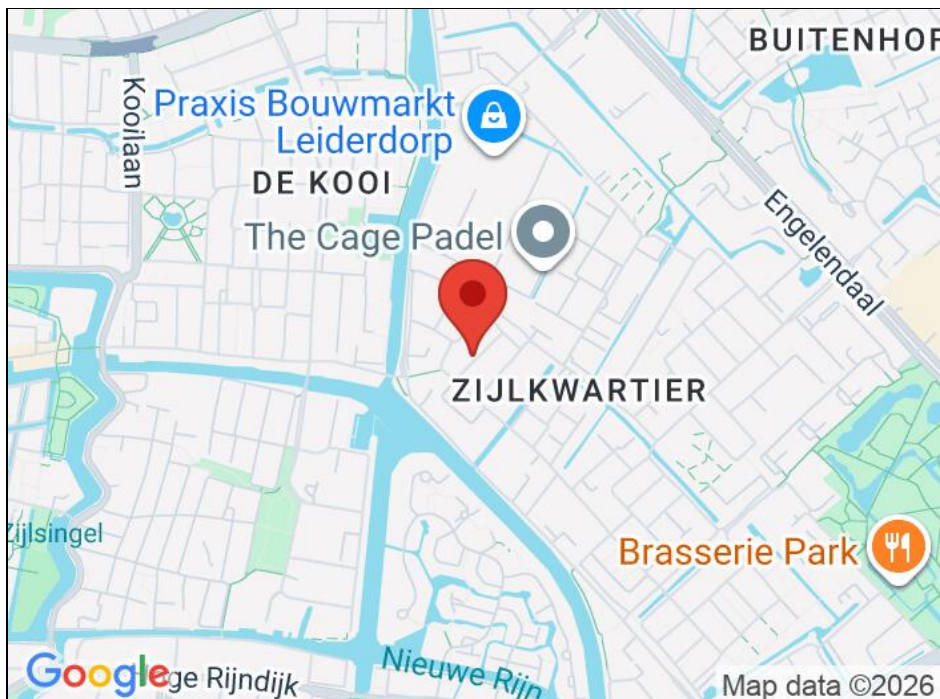 BUITENHOF
Kooilaan
Praxis Bouwmarkt
Leiderdorp
DE KOOI
The Cage Padel
Engelendaal
ZIJLKWARTIER
Zijlsingel
Brasserie Park
Nieuwe Rijn
Google
ge Rijndijk
Map data ©2026